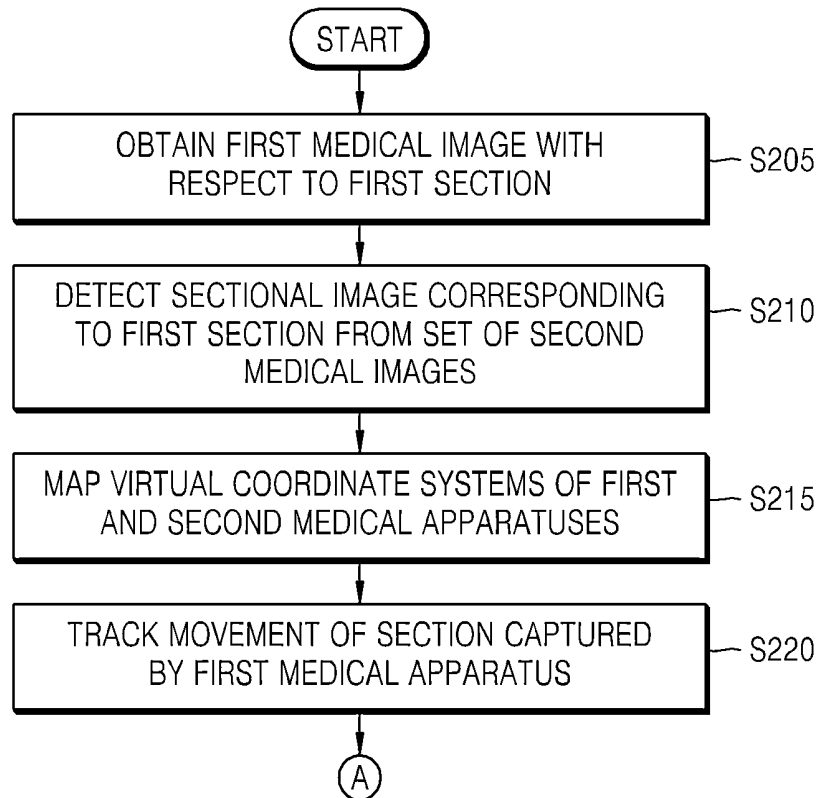 START
OBTAIN FIRST MEDICAL IMAGE WITH
RESPECT TO FIRST SECTION
S205
DETECT SECTIONAL IMAGE CORRESPONDING
TO FIRST SECTION FROM SET OF SECOND
MEDICAL IMAGES
S210
MAP VIRTUAL COORDINATE SYSTEMS OF FIRST
AND SECOND MEDICAL APPARATUSES
S215
TRACK MOVEMENT OF SECTION CAPTURED
BY FIRST MEDICAL APPARATUS
S220
A